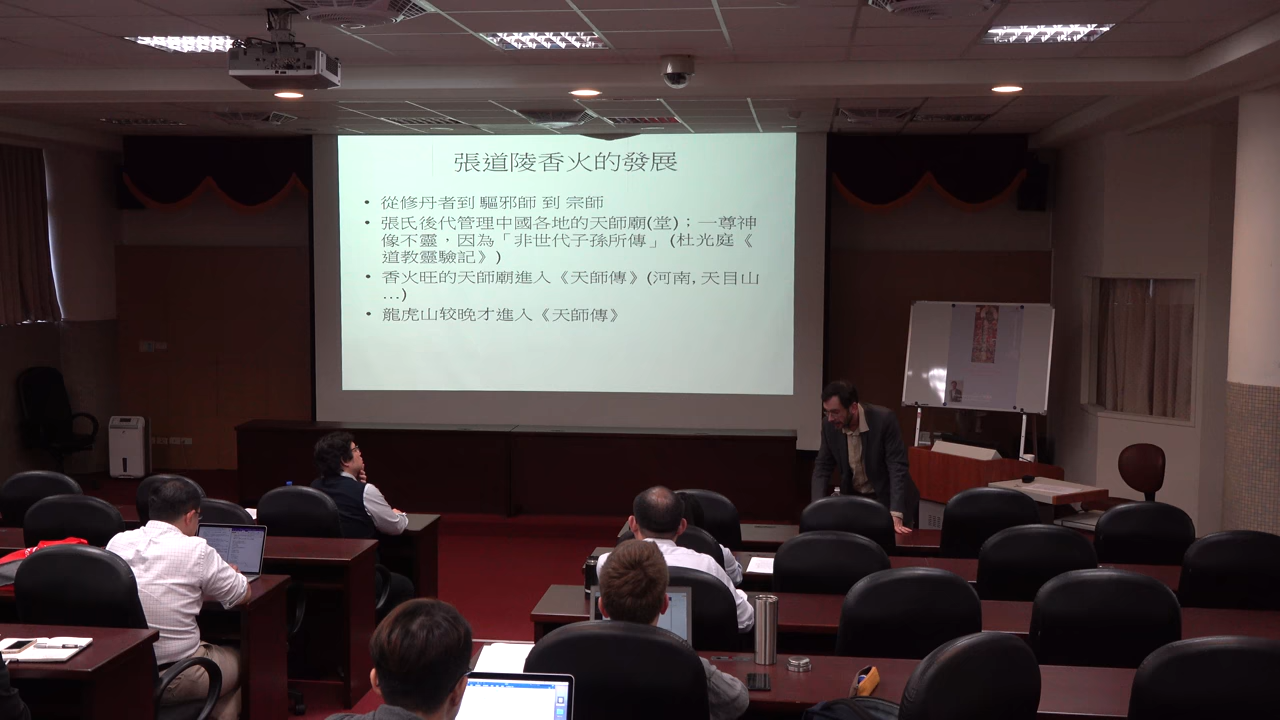 張道陵香火的發展
• 從修丹者到 驅邪師 到 宗師
• 張氏後代管理中國各地的天師廟(堂)；一尊神
像不靈，因為「非世代子孫所傳」(杜光庭《
道教靈驗記》)
• 香火旺的天師廟進入《天師傳》(河南, 天目山
…)
• 龍虎山较晚才進入《天師傳》